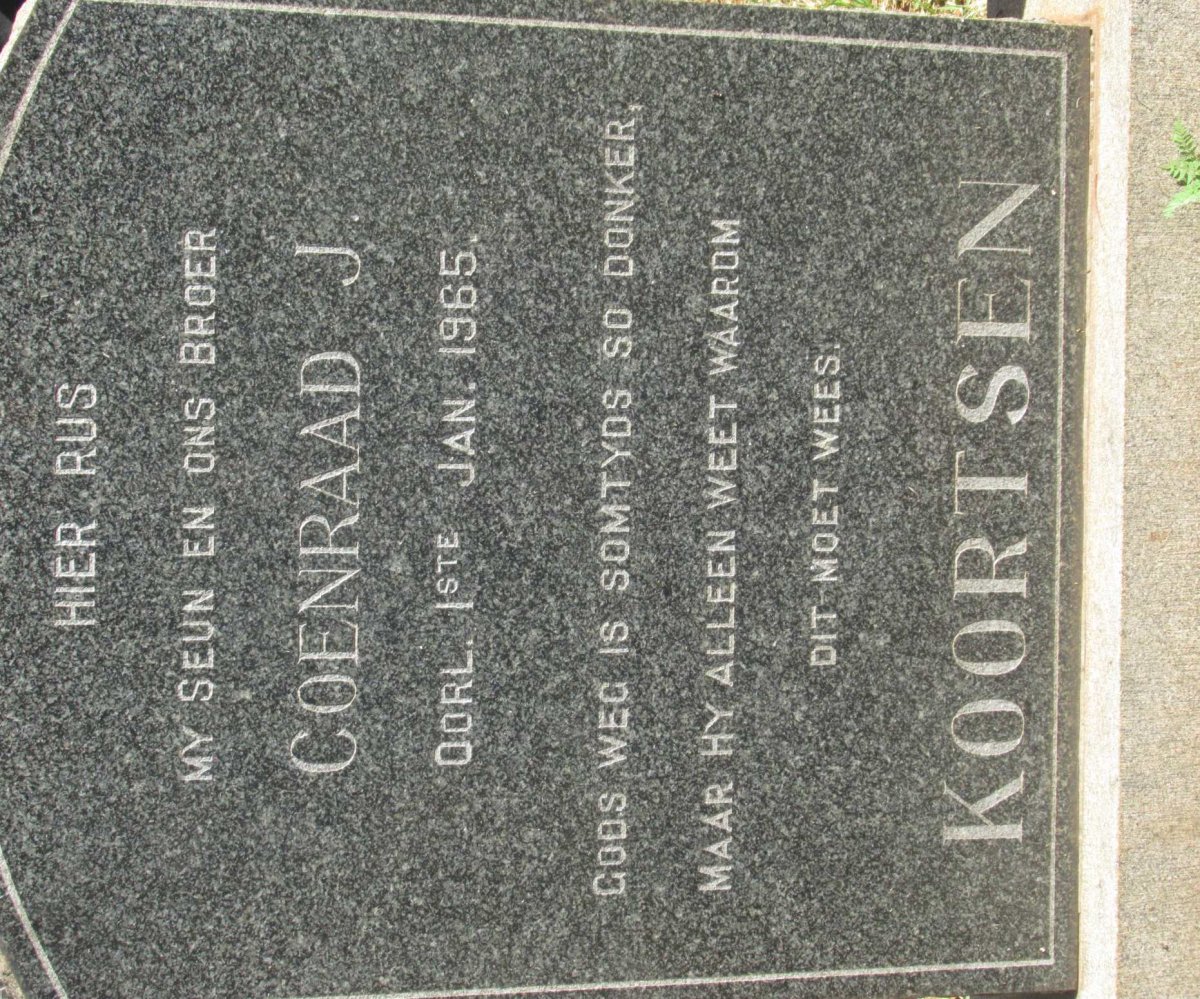 HIER RUS
MY SEUN EN ONS BROER
COENRAAD J
OORL. 1STE JAN. 1965.
GODS WEG IS SOMTYDS SO DONKER,
MAAR HY ALLEEN WEET WAAROM
DIT MOET WEES.
KOORTSEN